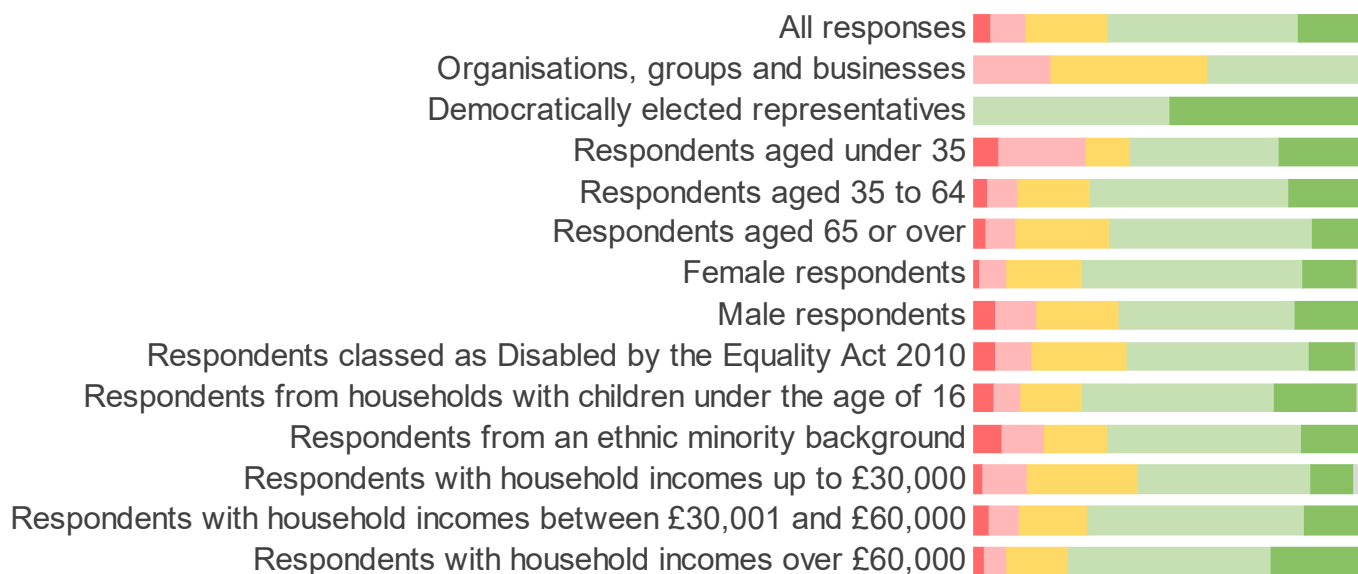 All responses
Organisations, groups and businesses
Democratically elected representatives
Respondents aged under 35
Respondents aged 35 to 64
Respondents aged 65 or over
Female respondents
Male respondents
Respondents classed as Disabled by the Equality Act 2010
Respondents from households with children under the age of 16
Respondents from an ethnic minority background
Respondents with household incomes up to £30,000
Respondents with household incomes between £30,001 and £60,000
Respondents with household incomes over £60,000